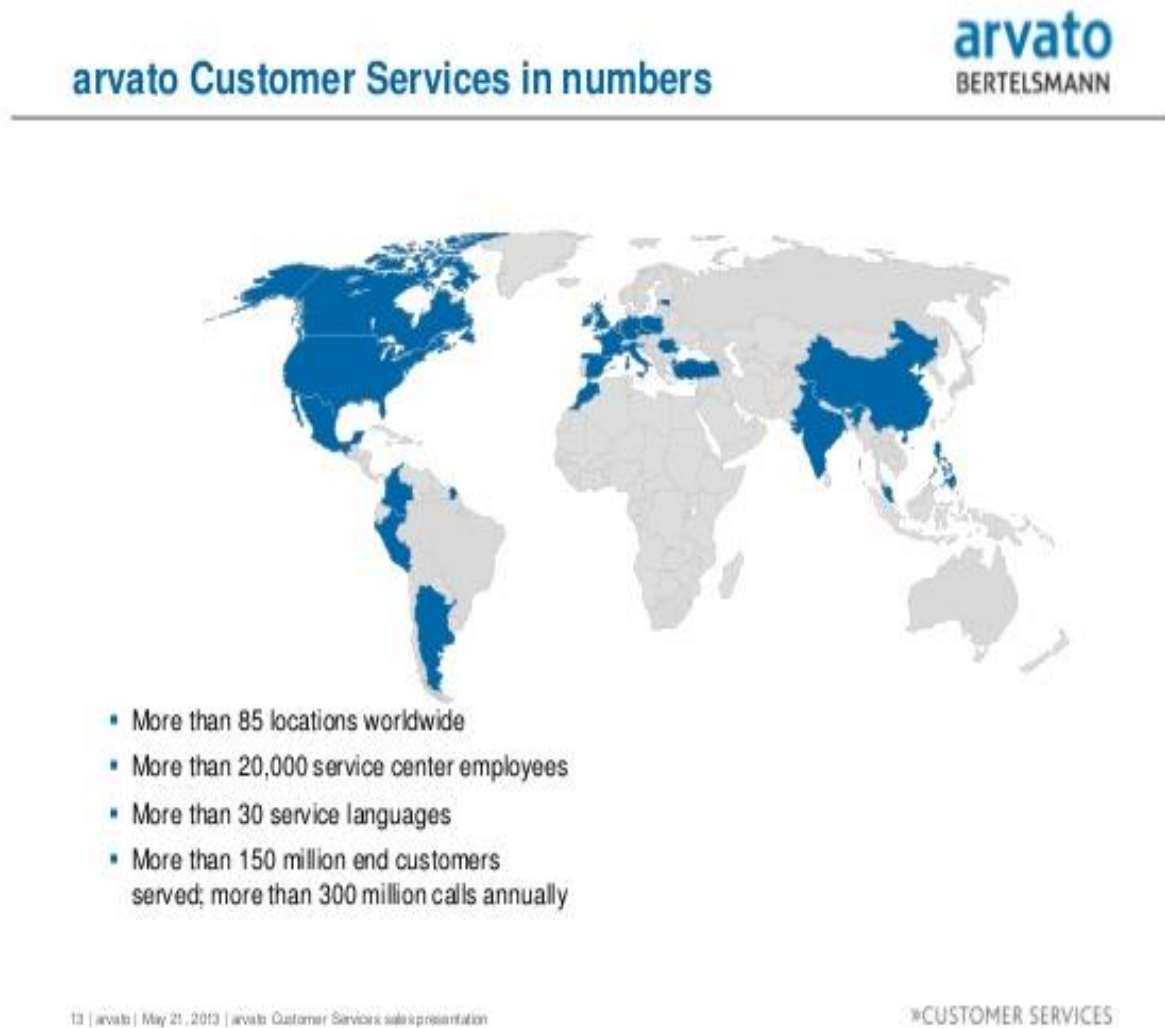 arvato Customer Services in numbers
arvato
BERTELSMANN
▪ More than 85 locations worldwide
▪ More than 20,000 service center employees
▪ More than 30 service languages
▪ More than 150 million end customers
served; more than 300 million calls annually
13 | arvato | May 21, 2013 | arvato Customer Services sales presentation
»CUSTOMER SERVICES